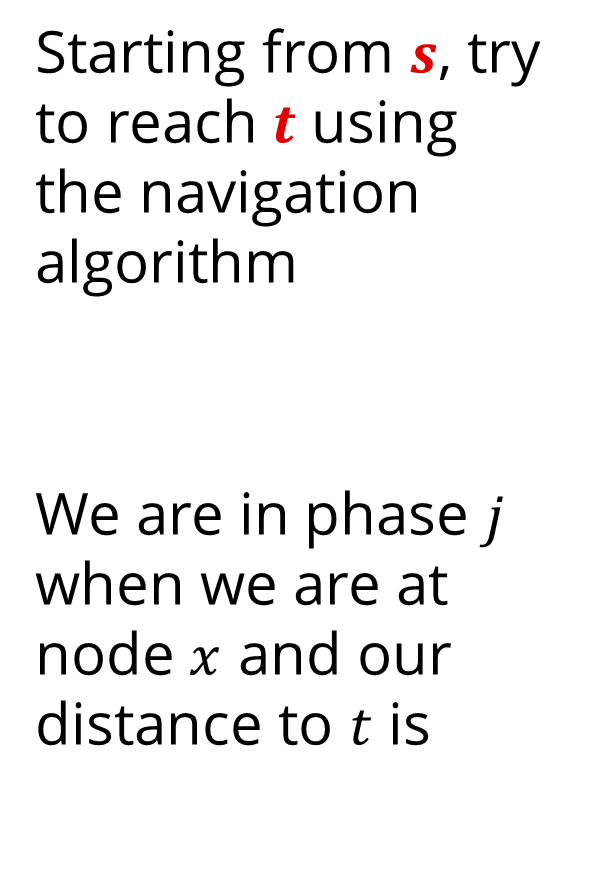 Starting from s, try
to reach t using
the navigation
algorithm
We are in phase j
when we are at
node x and our
distance to t is